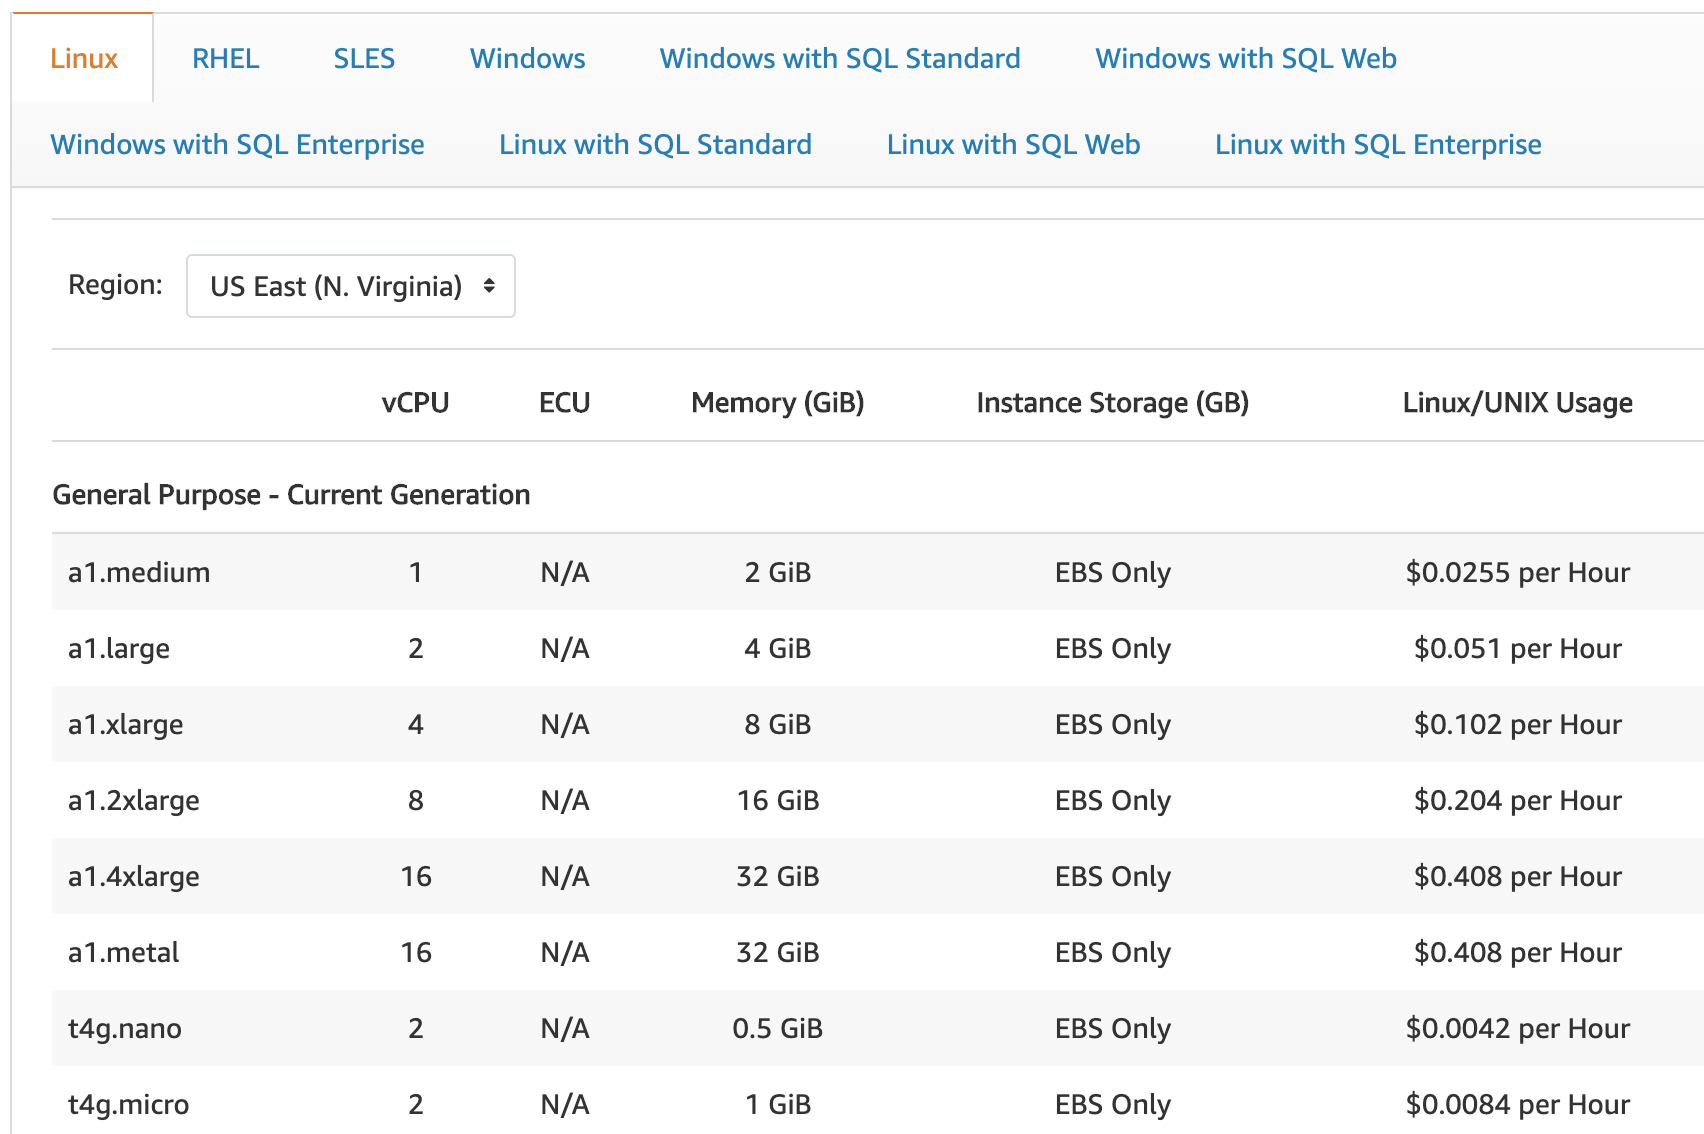 Linux RHEL SLES Windows Windows with SQL Standard Windows with SQL Web
Windows with SQL Enterprise Linux with SQL Standard Linux with SQL Web Linux with SQL Enterprise
Region: US East (N. Virginia)
vCPU ECU Memory (GiB) Instance Storage (GB) Linux/UNIX Usage
General Purpose - Current Generation
a1.medium 1 N/A 2 GiB EBS Only $0.0255 per Hour
a1.large 2 N/A 4 GiB EBS Only $0.051 per Hour
a1.xlarge 4 N/A 8 GiB EBS Only $0.102 per Hour
a1.2xlarge 8 N/A 16 GiB EBS Only $0.204 per Hour
a1.4xlarge 16 N/A 32 GiB EBS Only $0.408 per Hour
a1.metal 16 N/A 32 GiB EBS Only $0.408 per Hour
t4g.nano 2 N/A 0.5 GiB EBS Only $0.0042 per Hour
t4g.micro 2 N/A 1 GiB EBS Only $0.0084 per Hour